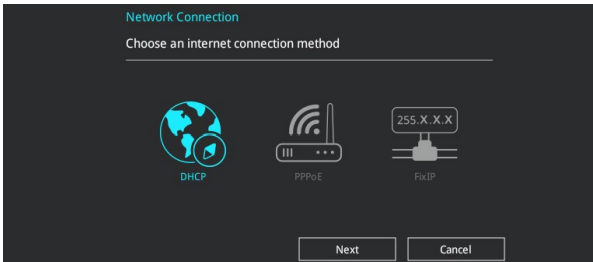 Network Connection
Choose an internet connection method
255.X.X.X
DHCP
PPPoE
FixIP
Next
Cancel